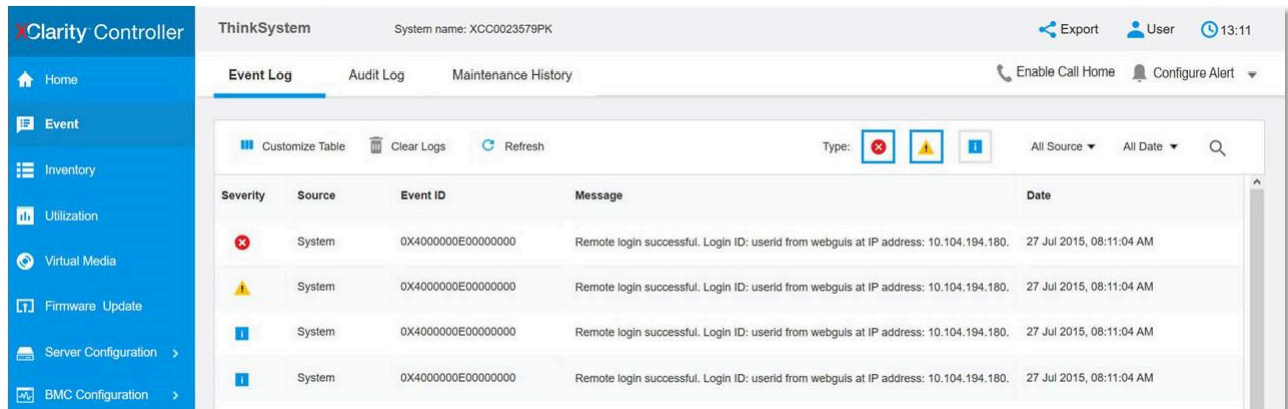 XClarity Controller
ThinkSystem System name: XCC0023579PK Export User 13:11
Home
Event Log Audit Log Maintenance History Enable Call Home Configure Alert
Event
Customize Table Clear Logs Refresh Type: All Source All Date
Inventory
Severity Source Event ID Message Date
Utilization
System 0X4000000E00000000 Remote login successful. Login ID: userid from webguis at IP address: 10.104.194.180. 27 Jul 2015, 08:11:04 AM
Virtual Media
System 0X4000000E00000000 Remote login successful. Login ID: userid from webguis at IP address: 10.104.194.180. 27 Jul 2015, 08:11:04 AM
Firmware Update
System 0X4000000E00000000 Remote login successful. Login ID: userid from webguis at IP address: 10.104.194.180. 27 Jul 2015, 08:11:04 AM
Server Configuration
System 0X4000000E00000000 Remote login successful. Login ID: userid from webguis at IP address: 10.104.194.180. 27 Jul 2015, 08:11:04 AM
BMC Configuration